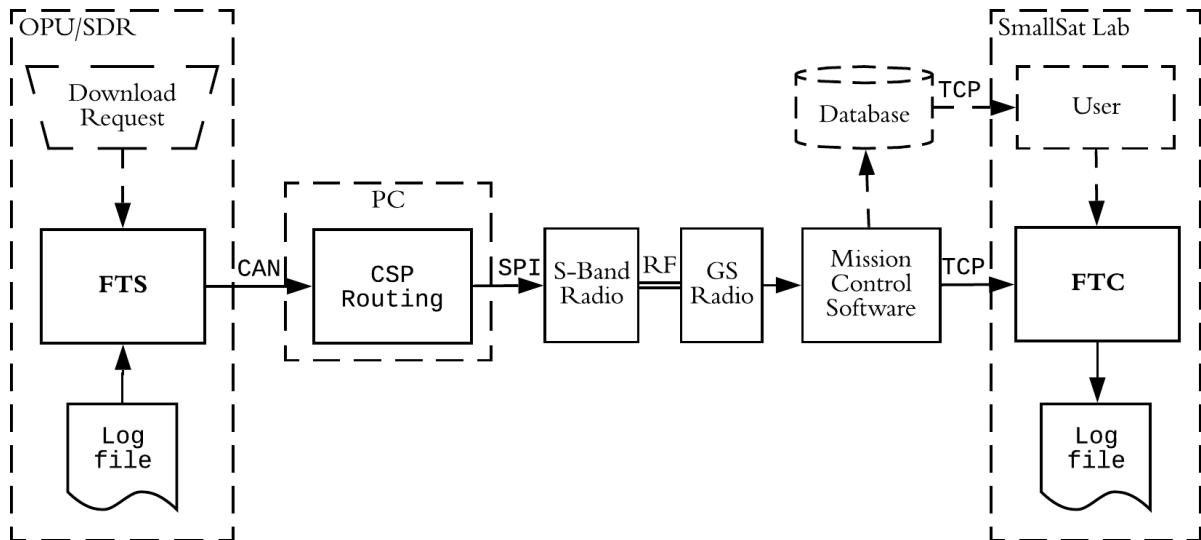 OPU/SDR
Download
Request
FTS
Log
file
CAN
PC
CSP
Routing
SPI
S-Band
Radio
RF
GS
Radio
Database
Mission
Control
Software
TCP
TCP
SmallSat Lab
User
FTC
Log
file